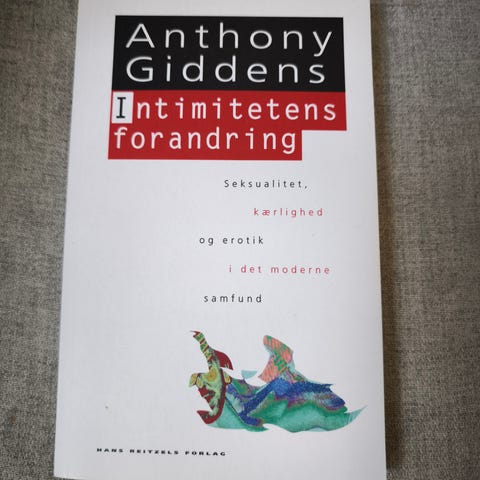 Anthony
Giddens
Intimitetens
forandring
Seksualitet,
kærlighed
og erotik
i det moderne
samfund
HANS REITZELS FORLAG